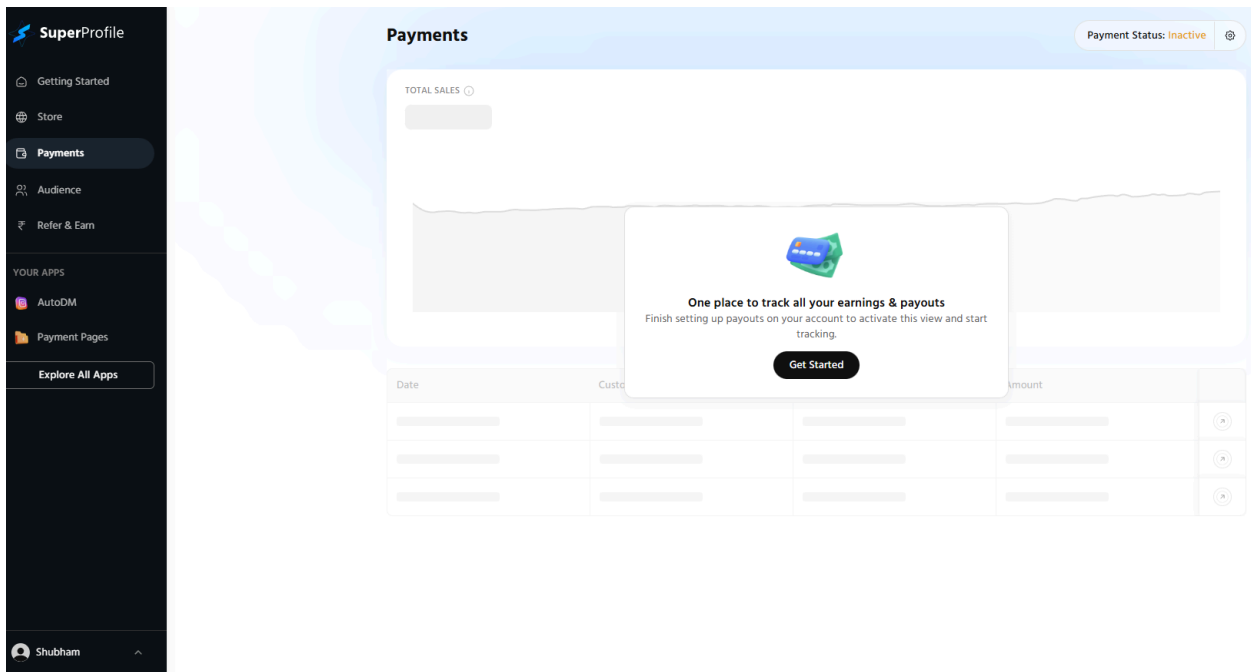 SuperProfile
Getting Started
Store
Payments
Audience
Refer & Earn
YOUR APPS
AutoDM
Payment Pages
Explore All Apps
Shubham
Payments
Payment Status: Inactive
TOTAL SALES
One place to track all your earnings & payouts
Finish setting up payouts on your account to activate this view and start
tracking.
Get Started
Date
Custo
Amount